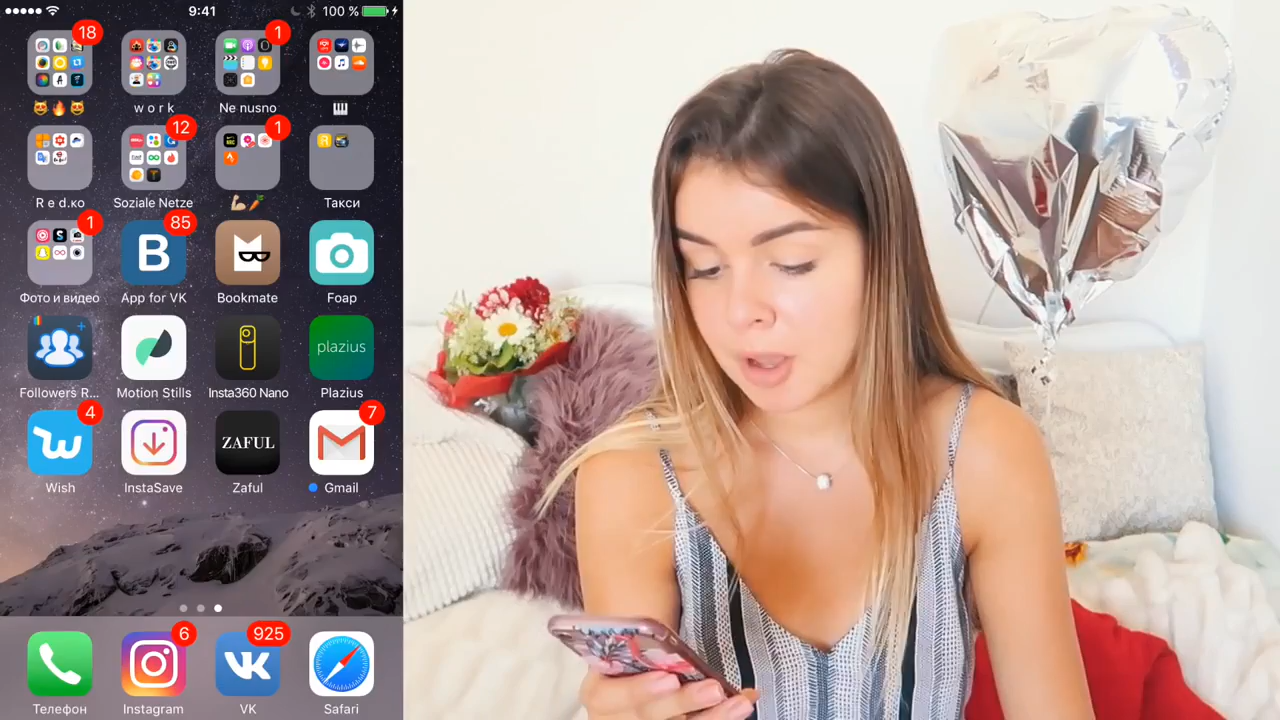 9:41
100 %
18
1
😻🔥😻
w o r k
Ne nusno
🎹
12
1
R e d.ко
Soziale Netze
💪🏼🥕
Такси
1
85
B
Фото и видео
App for VK
Bookmate
Foap
plazius
Followers R...
Motion Stills
Insta360 Nano
Plazius
4
7
ZAFUL
Wish
InstaSave
Zaful
Gmail
6
925
Телефон
Instagram
VK
Safari